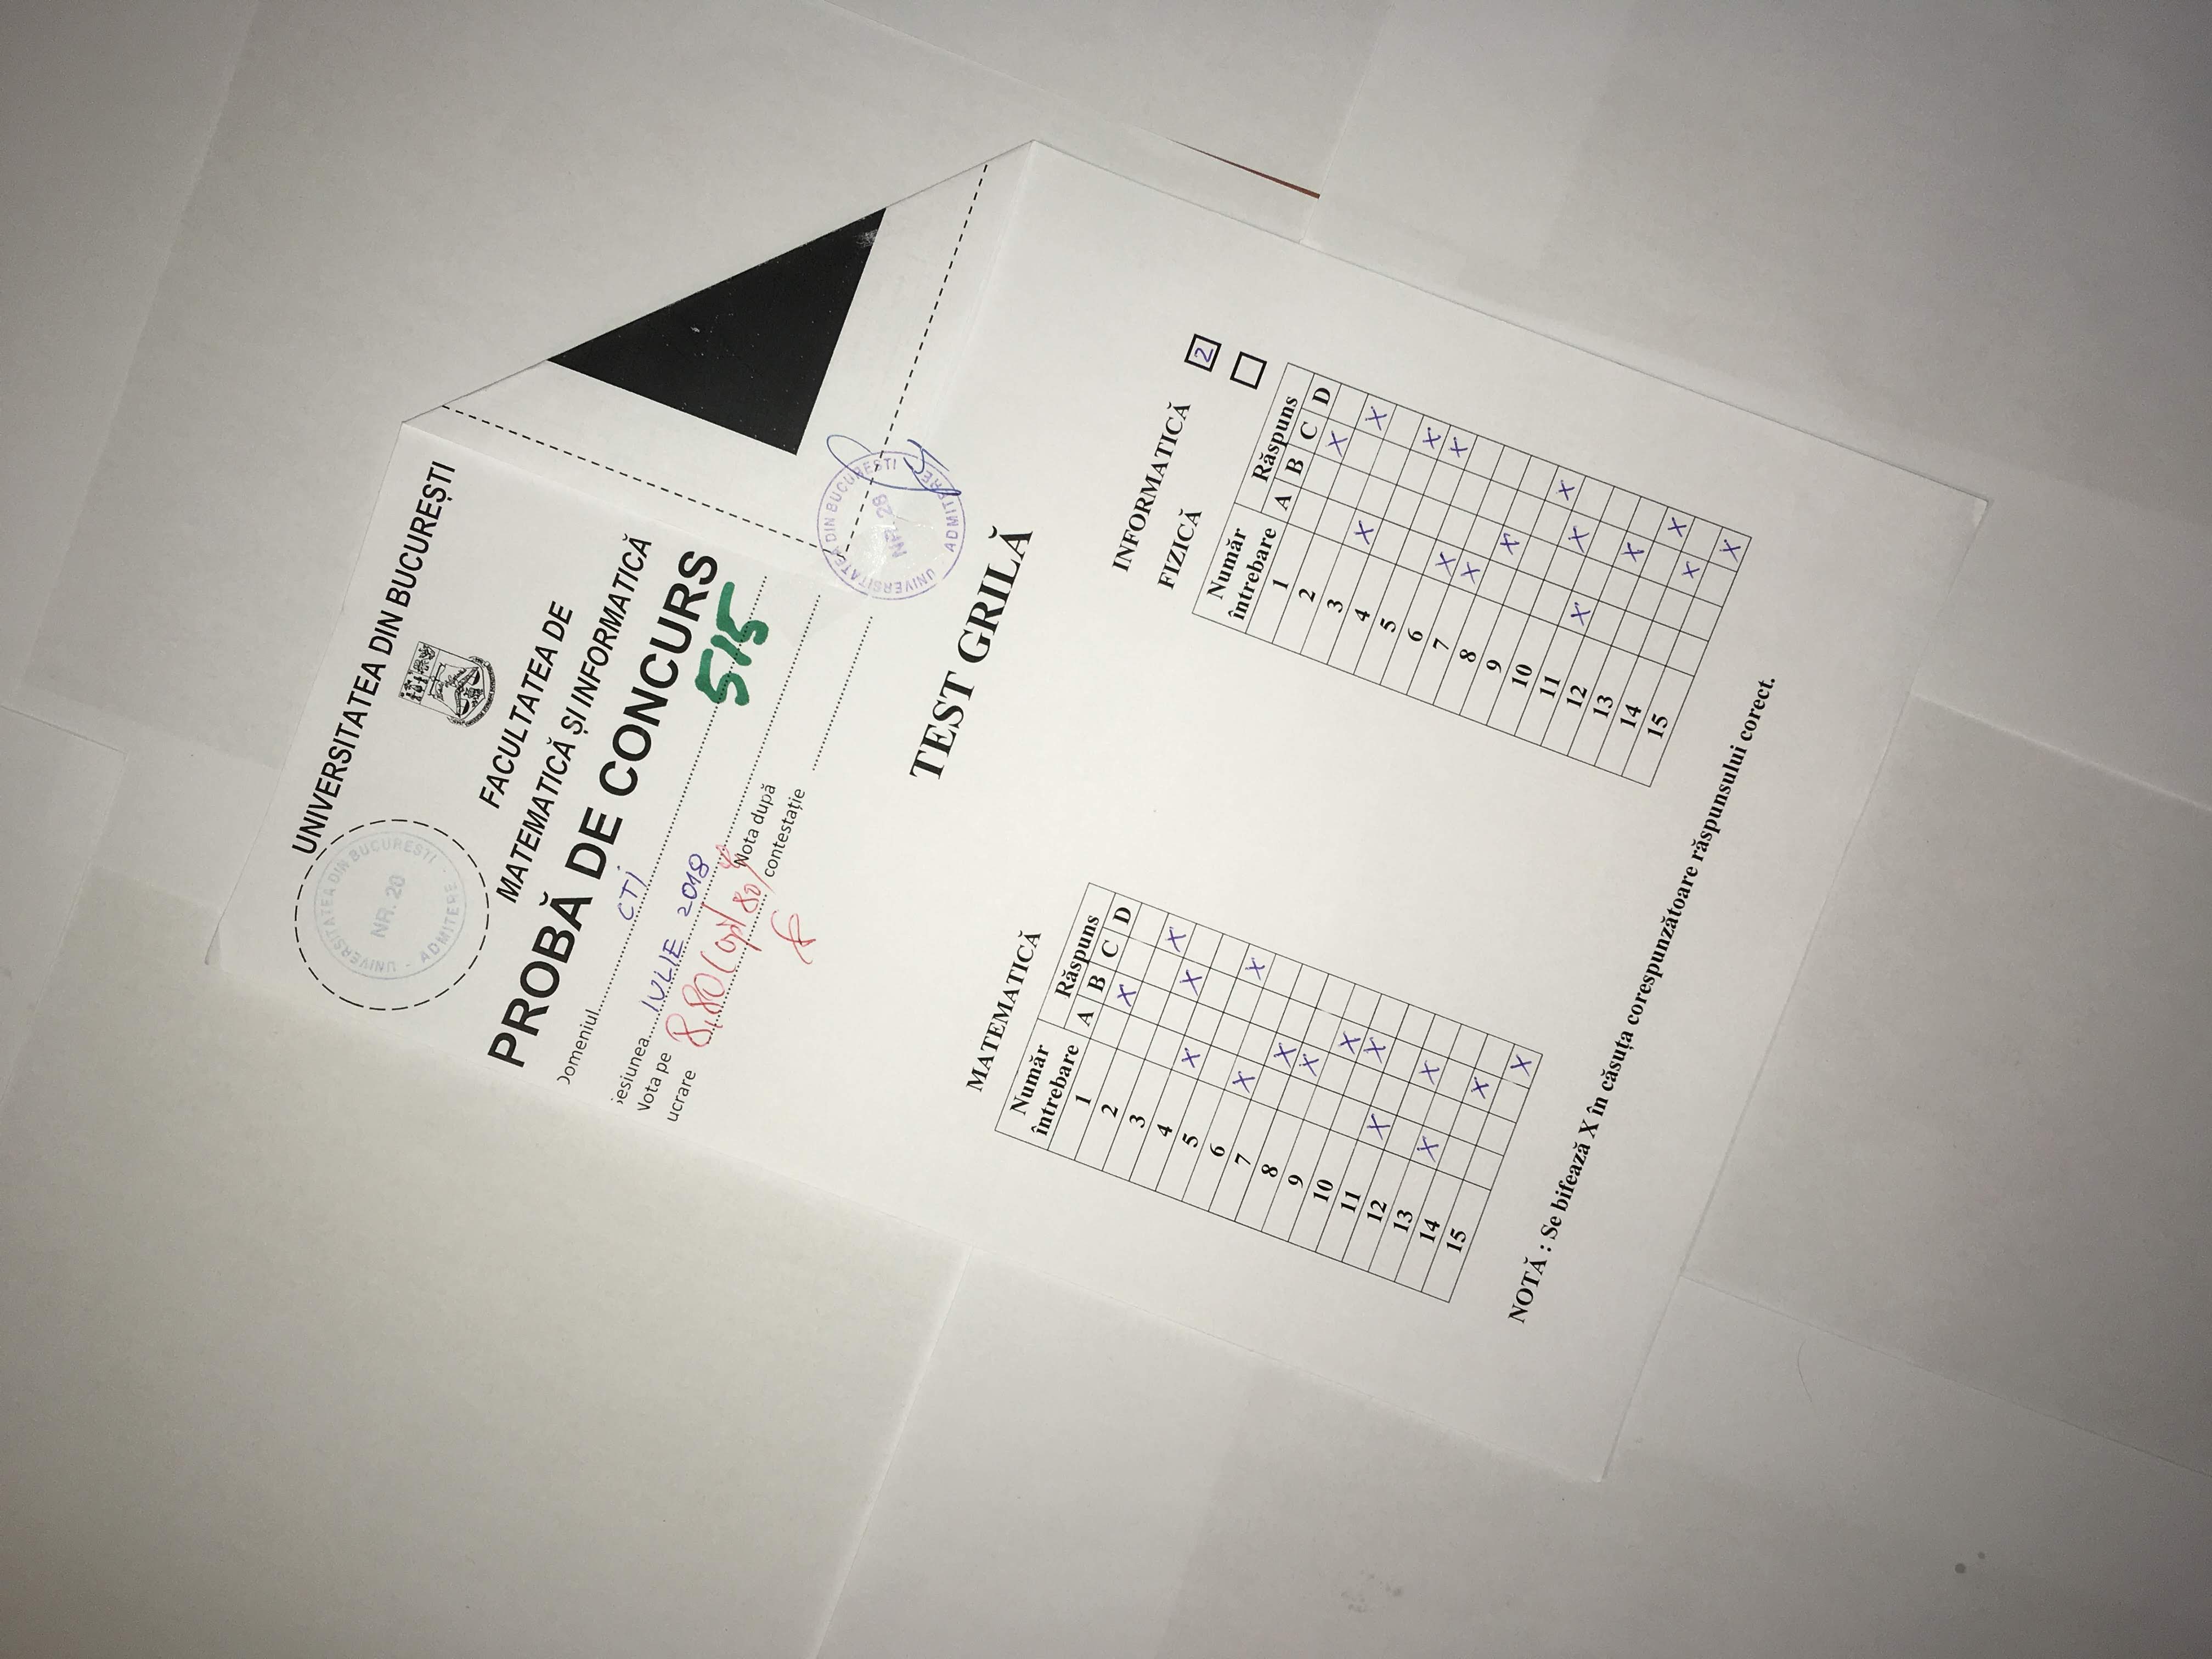 UNIVERSITATEA DIN BUCUREȘTI
UNIVERSITATEA DIN BUCUREȘTI
NR. 20
ADMITERE
FACULTATEA DE
MATEMATICĂ ȘI INFORMATICĂ
PROBĂ DE CONCURS
Domeniul CTI
515
Sesiunea IULIE 2018
Nota pe
lucrare 8,80
Nota după
contestație
UNIVERSITATEA DIN BUCUREȘTI
NR. 28
ADMITERE
TEST GRILĂ
MATEMATICĂ
Număr
întrebare
Răspuns
A B C D
1 X
2 X
3 X
4 X
5 X
6 X
7 X
8 X
9 X
10 X
11 X
12 X
13 X
14 X
15 X
INFORMATICĂ 2
FIZICĂ
Număr
întrebare
Răspuns
A B C D
1 X
2 X
3 X
4 X
5 X
6 X
7 X
8 X
9 X
10 X
11 X
12 X
13 X
14 X
15 X
NOTĂ : Se bifează X în căsuța corespunzătoare răspunsului corect.